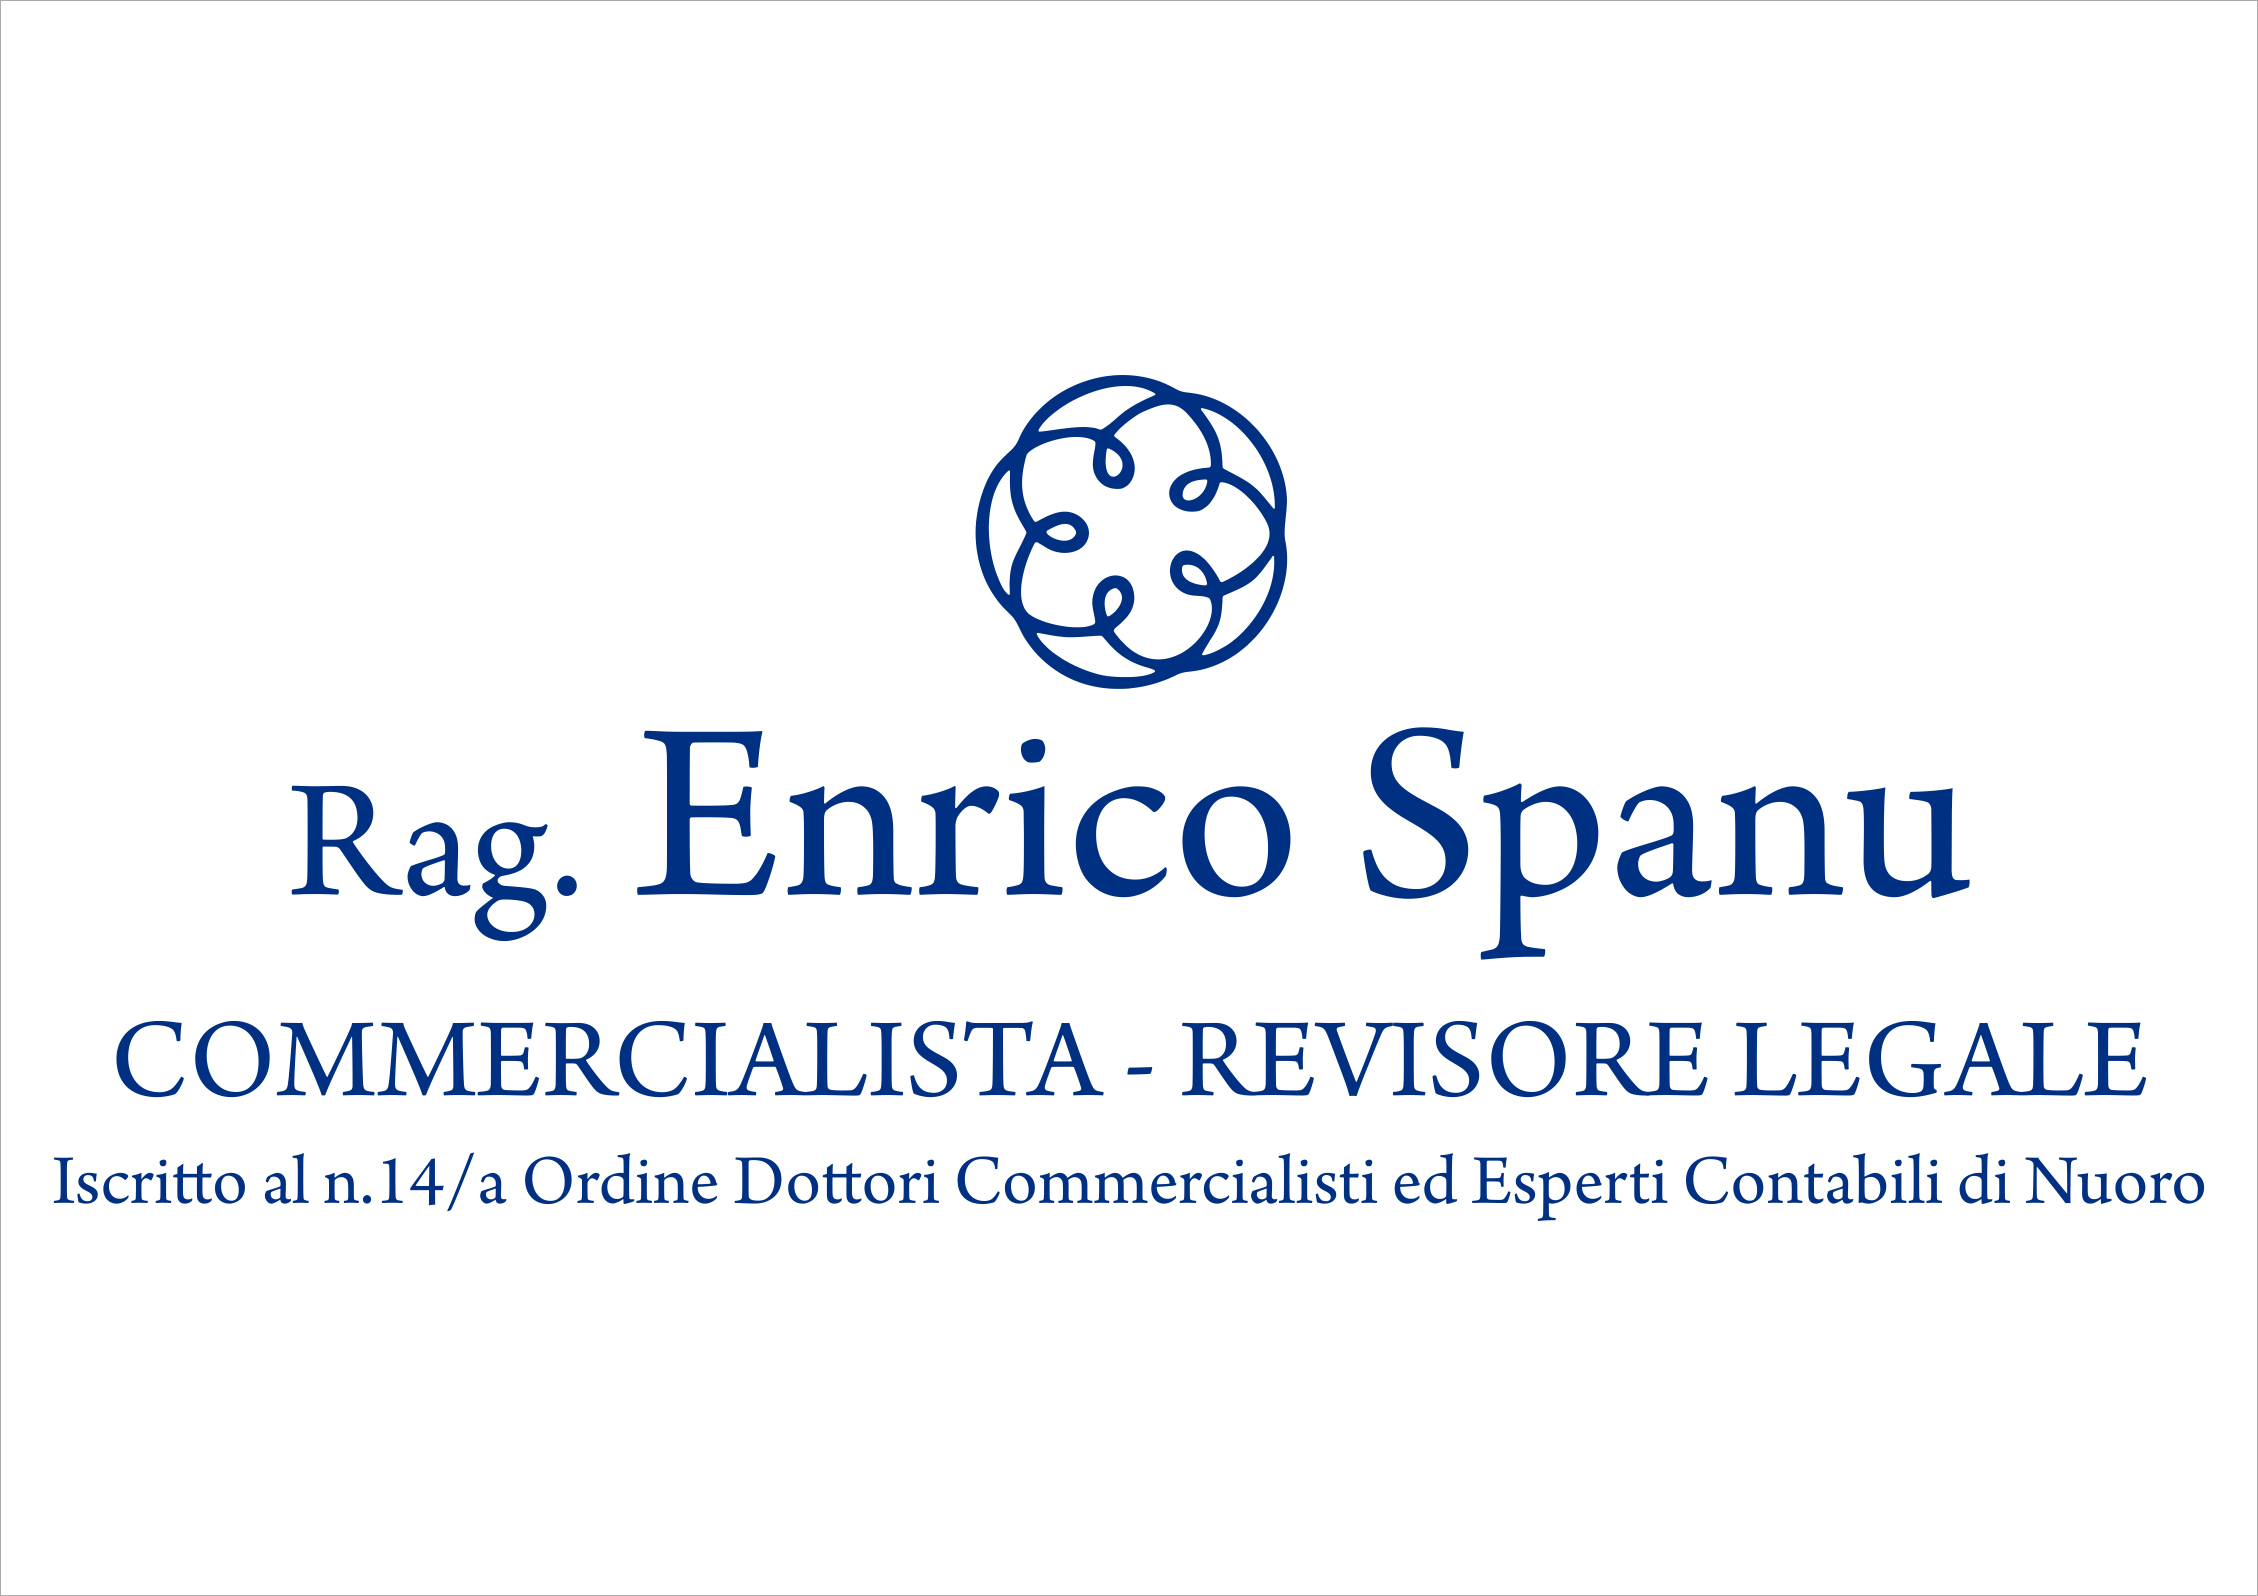 Rag. Enrico Spanu
COMMERCIALISTA - REVISORE LEGALE
Iscritto al n.14/a Ordine Dottori Commercialisti ed Esperti Contabili di Nuoro